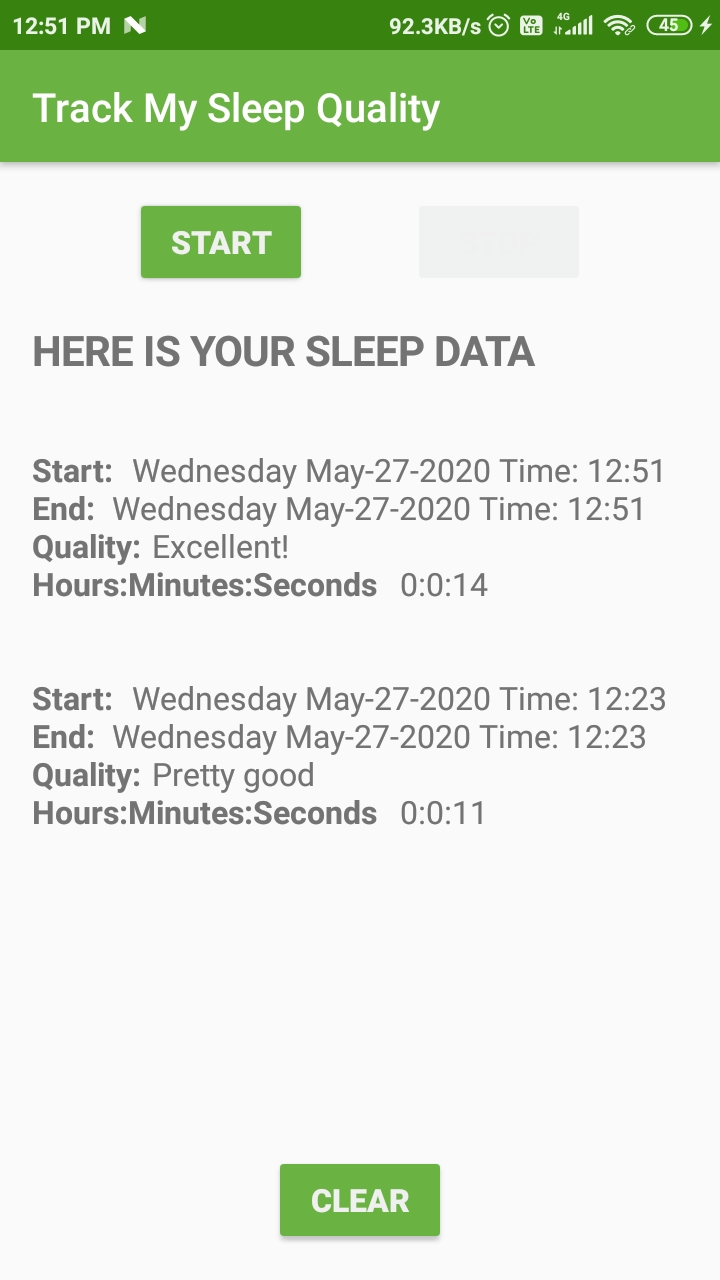 12:51 PM 92.3KB/s Vo LTE 4G 45
Track My Sleep Quality
START
HERE IS YOUR SLEEP DATA
Start: Wednesday May-27-2020 Time: 12:51
End: Wednesday May-27-2020 Time: 12:51
Quality: Excellent!
Hours:Minutes:Seconds 0:0:14
Start: Wednesday May-27-2020 Time: 12:23
End: Wednesday May-27-2020 Time: 12:23
Quality: Pretty good
Hours:Minutes:Seconds 0:0:11
CLEAR